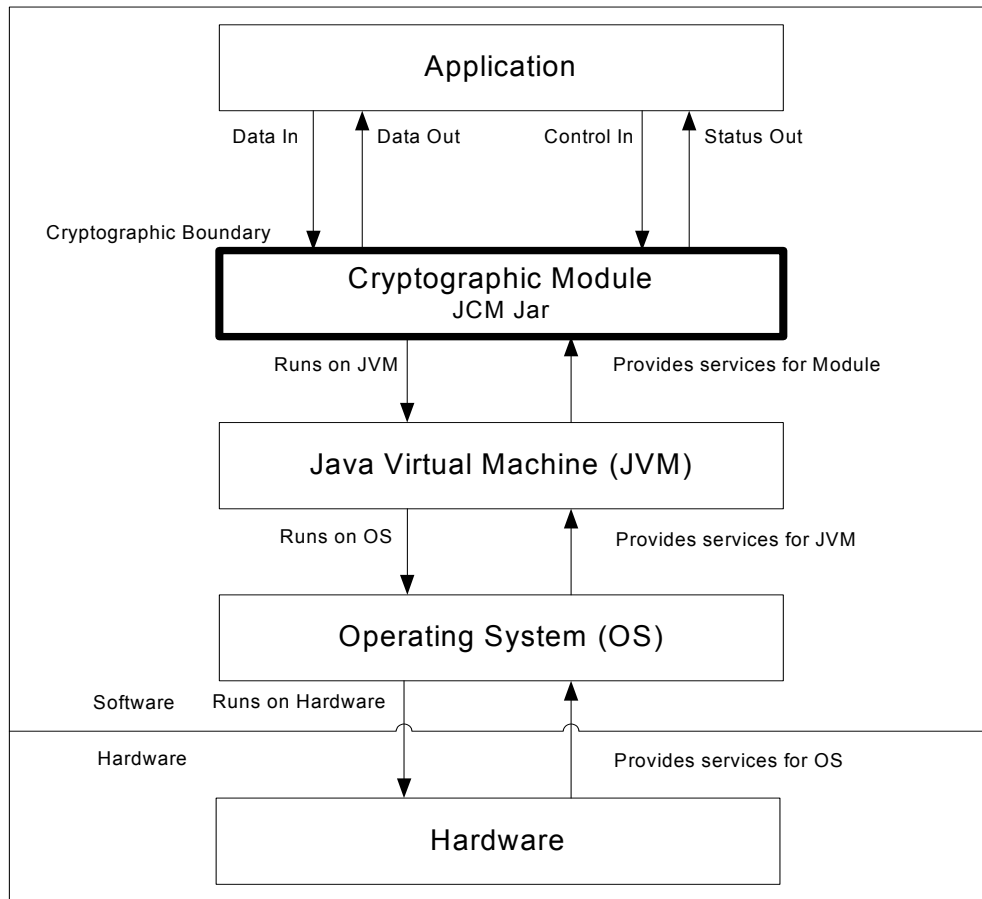 Application
Data In
Data Out
Control In
Status Out
Cryptographic Boundary
Cryptographic Module
JCM Jar
Runs on JVM
Provides services for Module
Java Virtual Machine (JVM)
Runs on OS
Provides services for JVM
Operating System (OS)
Software
Runs on Hardware
Hardware
Provides services for OS
Hardware